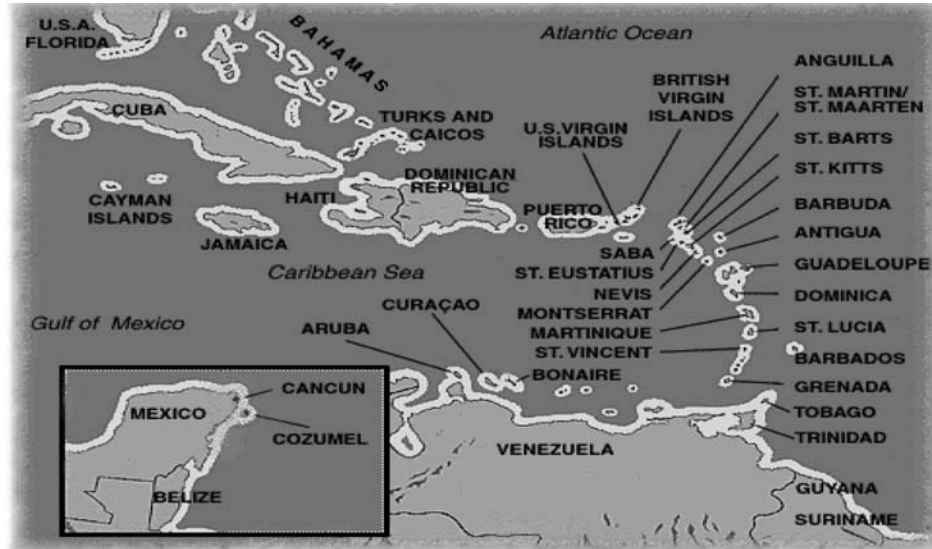 U.S.A.
FLORIDA
BAHAMAS
Atlantic Ocean
CUBA
TURKS AND
CAICOS
U.S.VIRGIN
ISLANDS
BRITISH
VIRGIN
ISLANDS
ANGUILLA
ST. MARTIN/
ST. MAARTEN
ST. BARTS
ST. KITTS
BARBUDA
ANTIGUA
GUADELOUPE
DOMINICA
ST. LUCIA
BARBADOS
GRENADA
TOBAGO
TRINIDAD
CAYMAN
ISLANDS
JAMAICA
HAITI
DOMINICAN
REPUBLIC
PUERTO
RICO
SABA
ST. EUSTATIUS
NEVIS
MONTSERRAT
MARTINIQUE
ST. VINCENT
Caribbean Sea
CURAÇAO
ARUBA
BONAIRE
Gulf of Mexico
CANCUN
MEXICO
COZUMEL
BELIZE
VENEZUELA
GUYANA
SURINAME